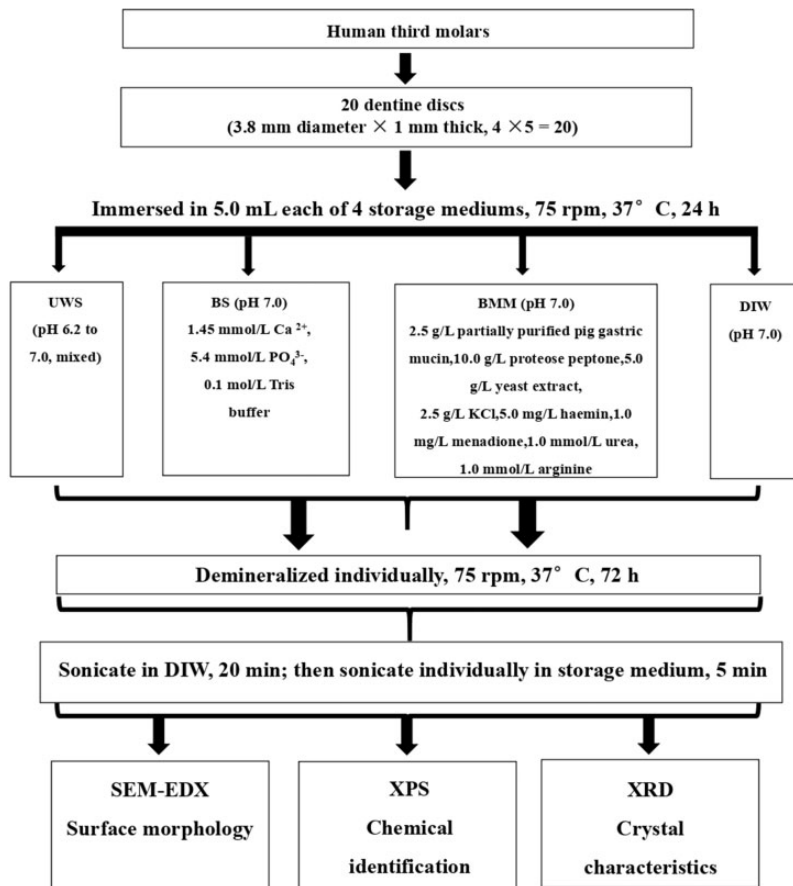 Human third molars
20 dentine discs
(3.8 mm diameter × 1 mm thick, 4 ×5 = 20)
Immersed in 5.0 mL each of 4 storage mediums, 75 rpm, 37° C, 24 h
UWS
(pH 6.2 to
7.0, mixed)
BS (pH 7.0)
1.45 mmol/L Ca ²⁺,
5.4 mmol/L PO₄³⁻,
0.1 mol/L Tris
buffer
BMM (pH 7.0)
2.5 g/L partially purified pig gastric
mucin,10.0 g/L proteose peptone,5.0
g/L yeast extract,
2.5 g/L KCl,5.0 mg/L haemin,1.0
mg/L menadione,1.0 mmol/L urea,
1.0 mmol/L arginine
DIW
(pH 7.0)
Demineralized individually, 75 rpm, 37° C, 72 h
Sonicate in DIW, 20 min; then sonicate individually in storage medium, 5 min
SEM-EDX
Surface morphology
XPS
Chemical
identification
XRD
Crystal
characteristics